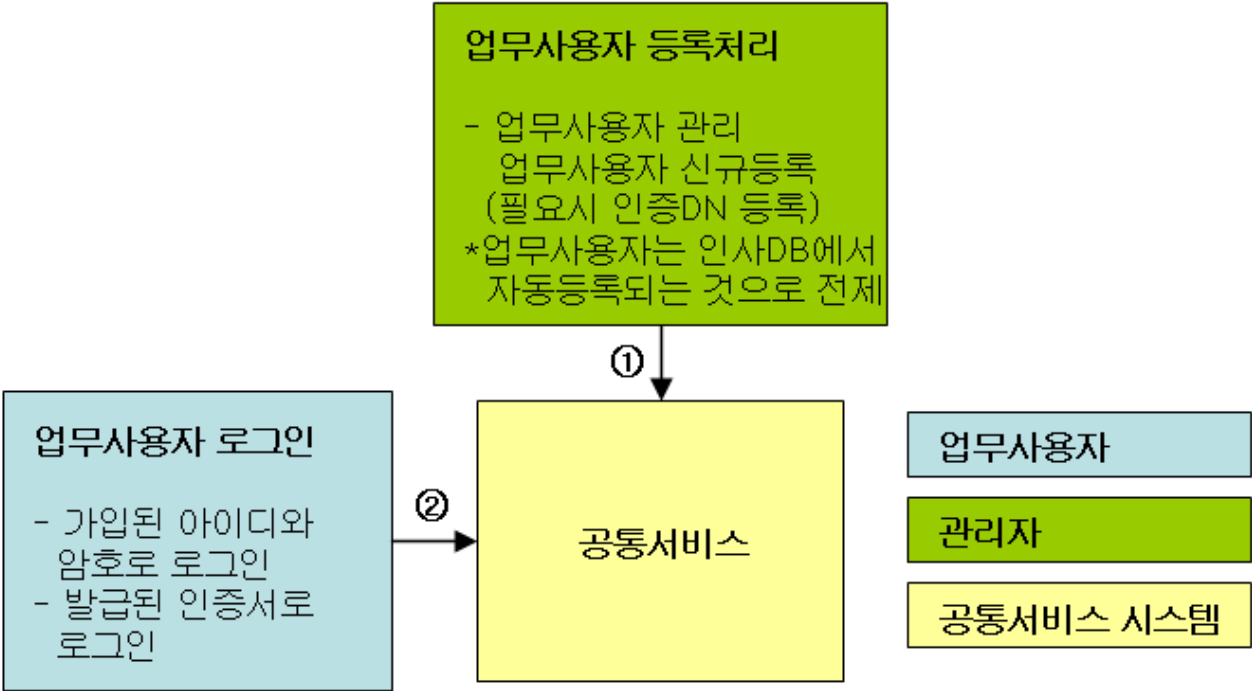 업무사용자 등록처리
- 업무사용자 관리
업무사용자 신규등록
(필요시 인증DN 등록)
*업무사용자는 인사DB에서
자동등록되는 것으로 전제
①
업무사용자 로그인
- 가입된 아이디와
암호로 로그인
- 발급된 인증서로
로그인
②
공통서비스
업무사용자
관리자
공통서비스 시스템